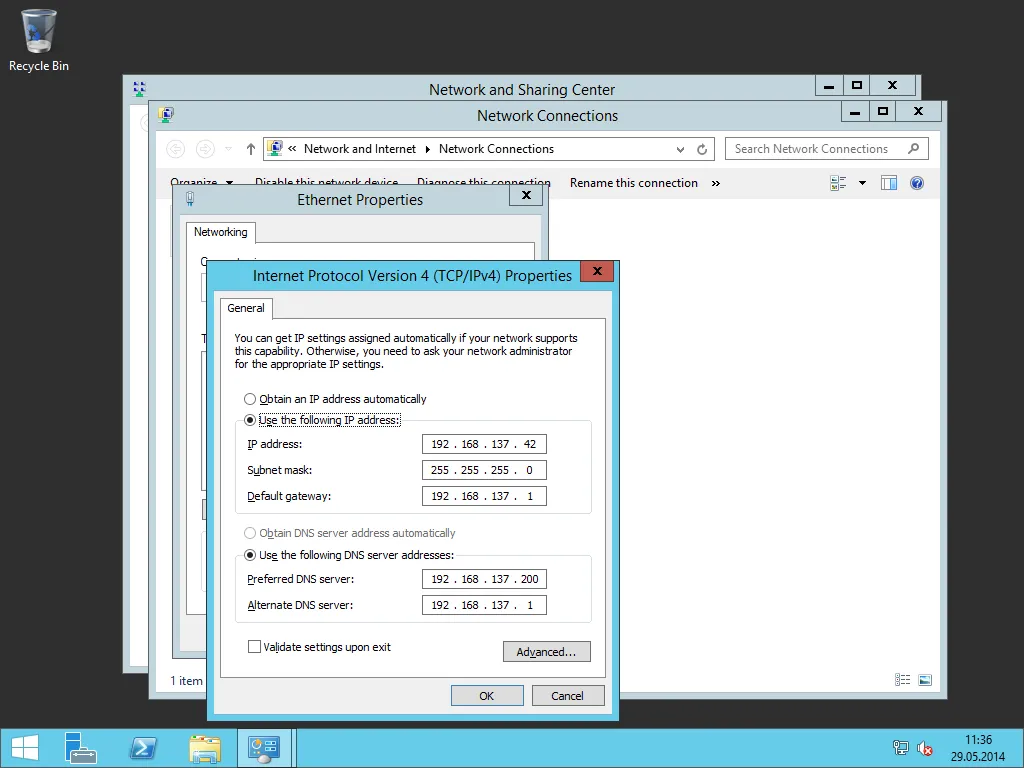 Recycle Bin
Network and Sharing Center
Network Connections
« Network and Internet Network Connections
Search Network Connections
Organize Disable this network device Diagnose this connection Rename this connection »
Ethernet Properties
Networking
Internet Protocol Version 4 (TCP/IPv4) Properties
General
You can get IP settings assigned automatically if your network supports
this capability. Otherwise, you need to ask your network administrator
for the appropriate IP settings.
Obtain an IP address automatically
Use the following IP address:
IP address: 192 . 168 . 137 . 42
Subnet mask: 255 . 255 . 255 . 0
Default gateway: 192 . 168 . 137 . 1
Obtain DNS server address automatically
Use the following DNS server addresses:
Preferred DNS server: 192 . 168 . 137 . 200
Alternate DNS server: 192 . 168 . 137 . 1
Validate settings upon exit
Advanced...
1 item
OK Cancel
11:36
29.05.2014